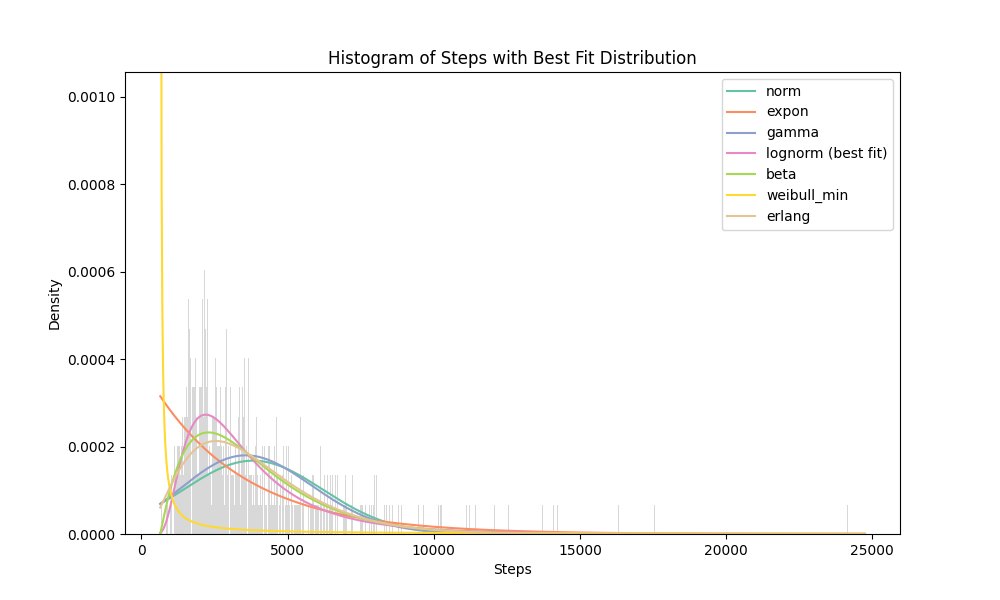 Histogram of Steps with Best Fit Distribution
0.0010
0.0008
0.0006
0.0004
0.0002
0.0000
Density
norm
expon
gamma
lognorm (best fit)
beta
weibull_min
erlang
0 5000 10000 15000 20000 25000
Steps